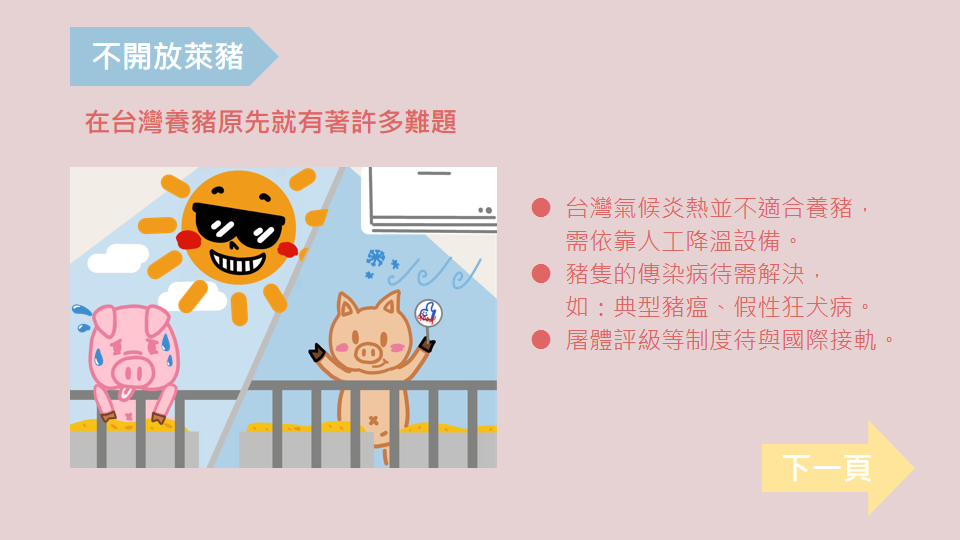 不開放萊豬
在台灣養豬原先就有著許多難題
● 台灣氣候炎熱並不適合養豬，
需依靠人工降溫設備。
● 豬隻的傳染病待需解決，
如：典型豬瘟、假性狂犬病。
● 屠體評級等制度待與國際接軌。
下一頁